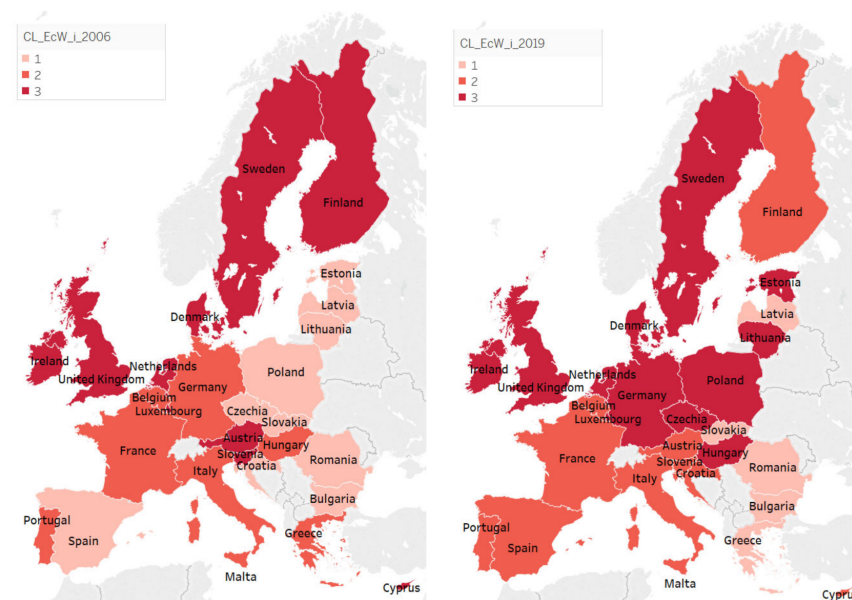 CL_EcW_i_2006
1
2
3
Sweden
Finland
Estonia
Latvia
Lithuania
Denmark
Ireland
United Kingdom
Netherlands
Poland
Germany
Belgium
Luxembourg
Czechia
Slovakia
Austria
Hungary
France
Slovenia
Croatia
Romania
Italy
Bulgaria
Portugal
Spain
Greece
Malta
Cyprus
CL_EcW_i_2019
1
2
3
Sweden
Finland
Estonia
Latvia
Lithuania
Denmark
Ireland
United Kingdom
Netherlands
Poland
Germany
Belgium
Luxembourg
Czechia
Slovakia
Austria
Hungary
France
Slovenia
Croatia
Romania
Italy
Bulgaria
Portugal
Spain
Greece
Malta
Cypru